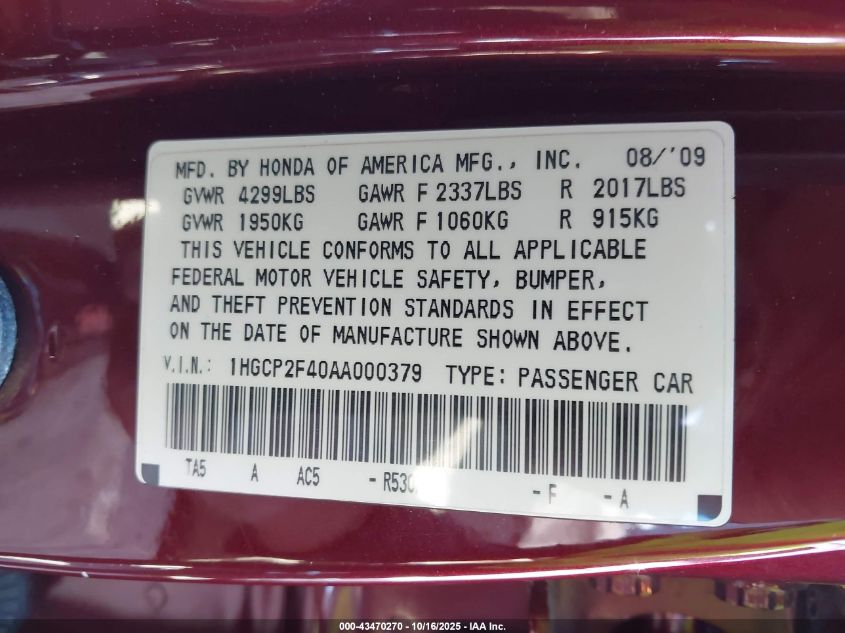 MFD. BY HONDA OF AMERICA MFG., INC. 08/'09
GVWR 4299LBS GAWR F 2337LBS R 2017LBS
GVWR 1950KG GAWR F 1060KG R 915KG
THIS VEHICLE CONFORMS TO ALL APPLICABLE
FEDERAL MOTOR VEHICLE SAFETY, BUMPER,
AND THEFT PREVENTION STANDARDS IN EFFECT
ON THE DATE OF MANUFACTURE SHOWN ABOVE.
V.I.N.: 1HGCP2F40AA000379 TYPE: PASSENGER CAR
TA5 A AC5 - - F - A
000-43470270 - 10/16/2025 - IAA Inc.